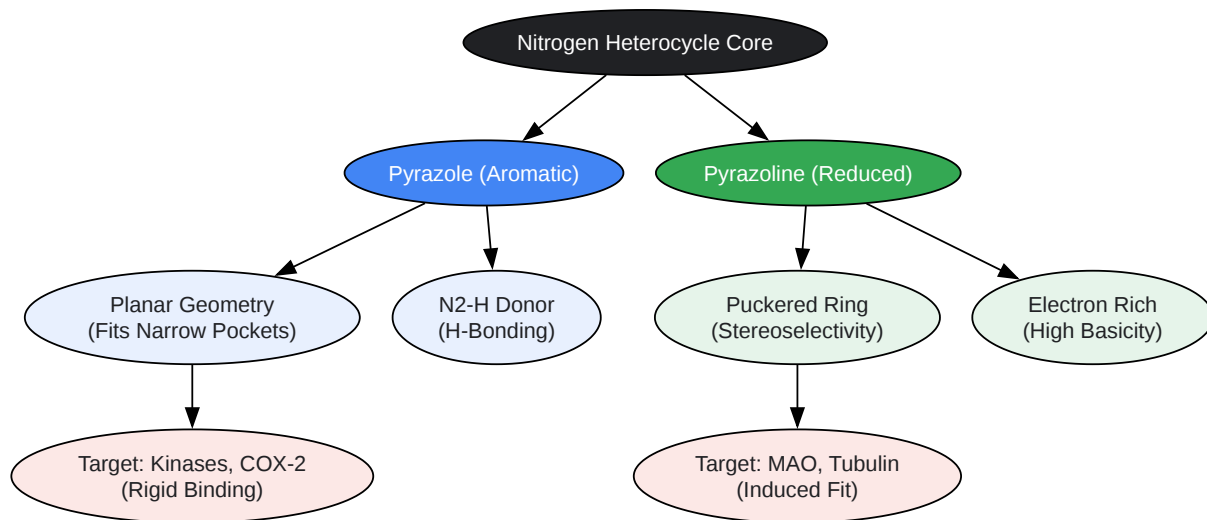 Nitrogen Heterocycle Core
Pyrazole (Aromatic)
Pyrazoline (Reduced)
Planar Geometry
(Fits Narrow Pockets)
N2-H Donor
(H-Bonding)
Puckered Ring
(Stereoselectivity)
Electron Rich
(High Basicity)
Target: Kinases, COX-2
(Rigid Binding)
Target: MAO, Tubulin
(Induced Fit)